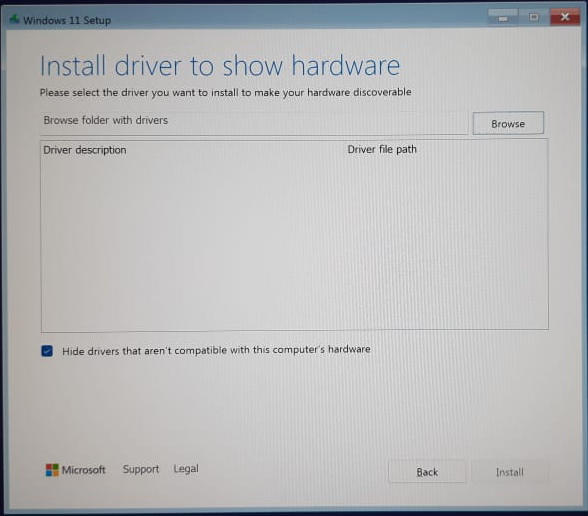 Windows 11 Setup
Install driver to show hardware
Please select the driver you want to install to make your hardware discoverable
Browse folder with drivers
Browse
Driver description Driver file path
Hide drivers that aren't compatible with this computer's hardware
Microsoft Support Legal
Back Install